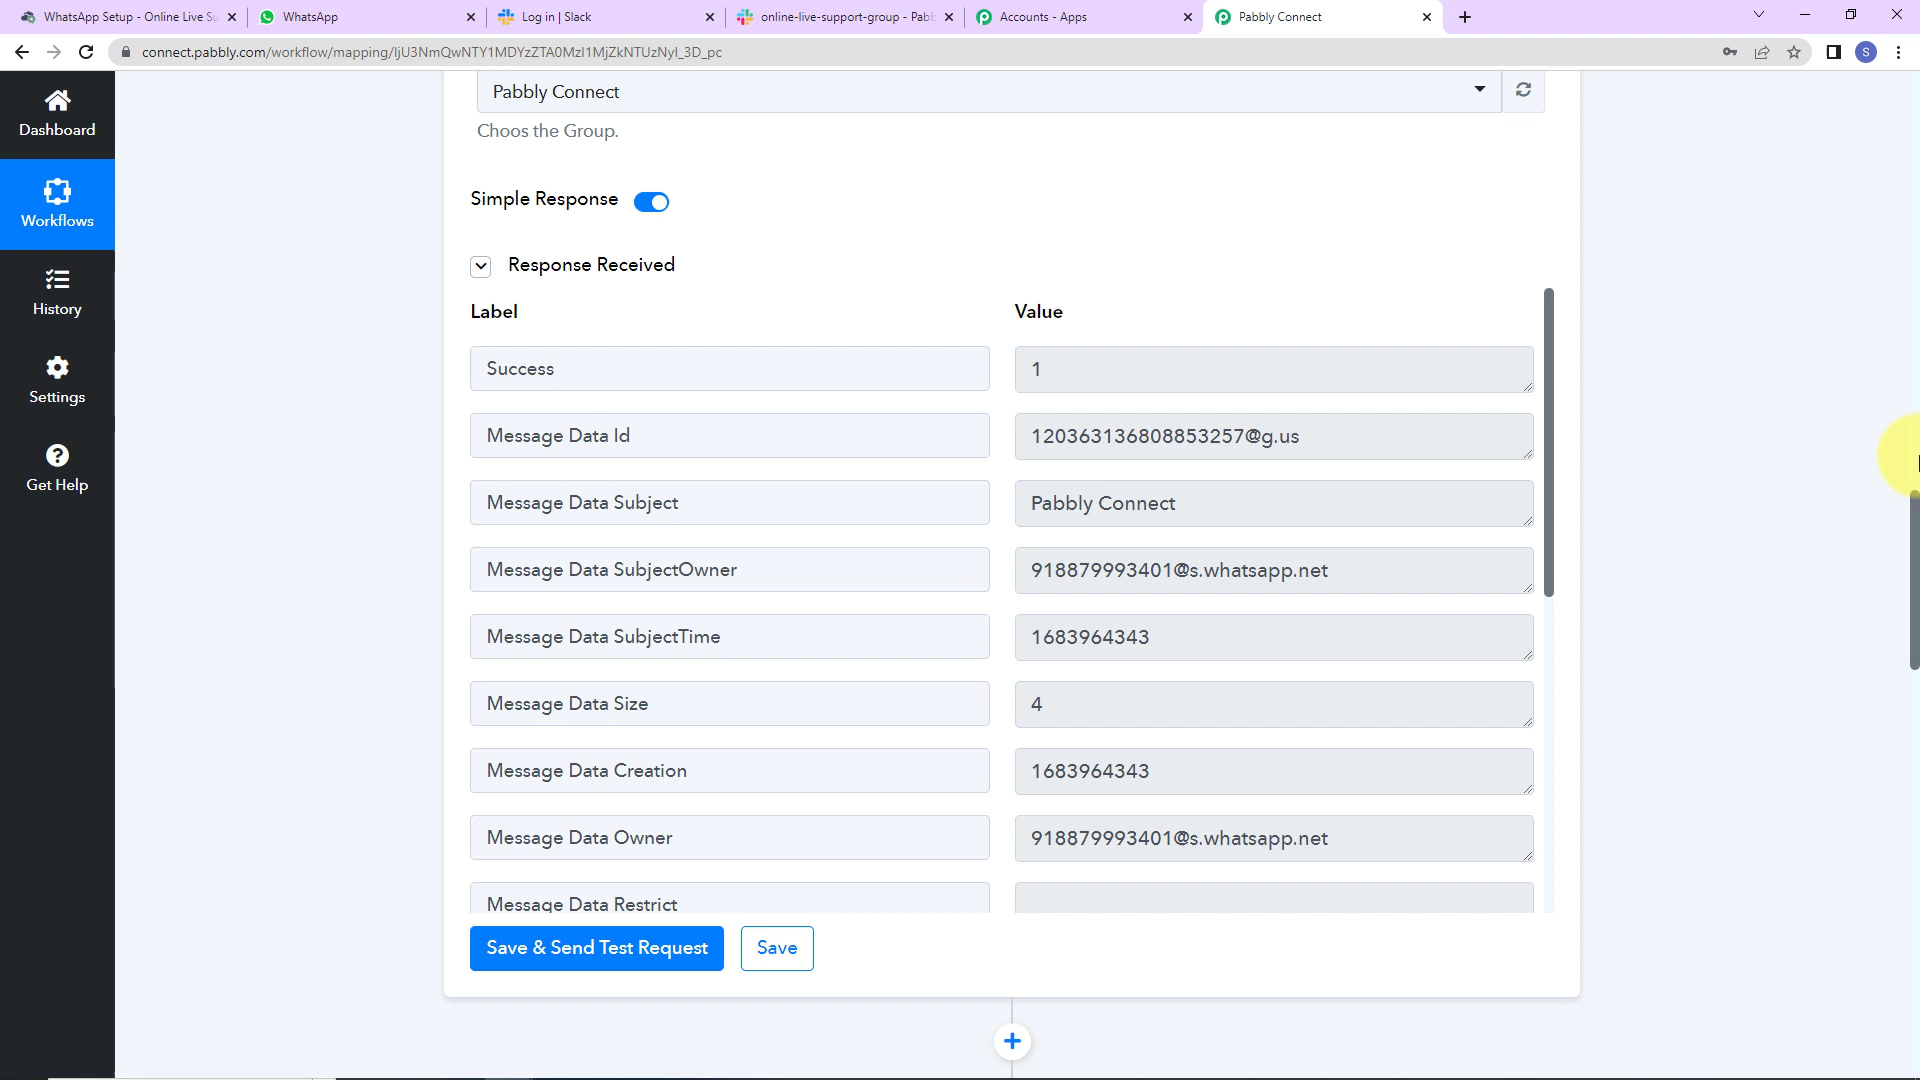 WhatsApp Setup - Online Live Su
WhatsApp
Log in | Slack
online-live-support-group - Pabb
Accounts - Apps
Pabbly Connect
connect.pabbly.com/workflow/mapping/IjU3NmQwNTY1MDYzZTA0MzI1MjZkNTUzNyI_3D_pc
S
Dashboard
Workflows
History
Settings
Get Help
Pabbly Connect
Choos the Group.
Simple Response
Response Received
Label Value
Success 1
Message Data Id 120363136808853257@g.us
Message Data Subject Pabbly Connect
Message Data SubjectOwner 918879993401@s.whatsapp.net
Message Data SubjectTime 1683964343
Message Data Size 4
Message Data Creation 1683964343
Message Data Owner 918879993401@s.whatsapp.net
Message Data Restrict
Save & Send Test Request Save